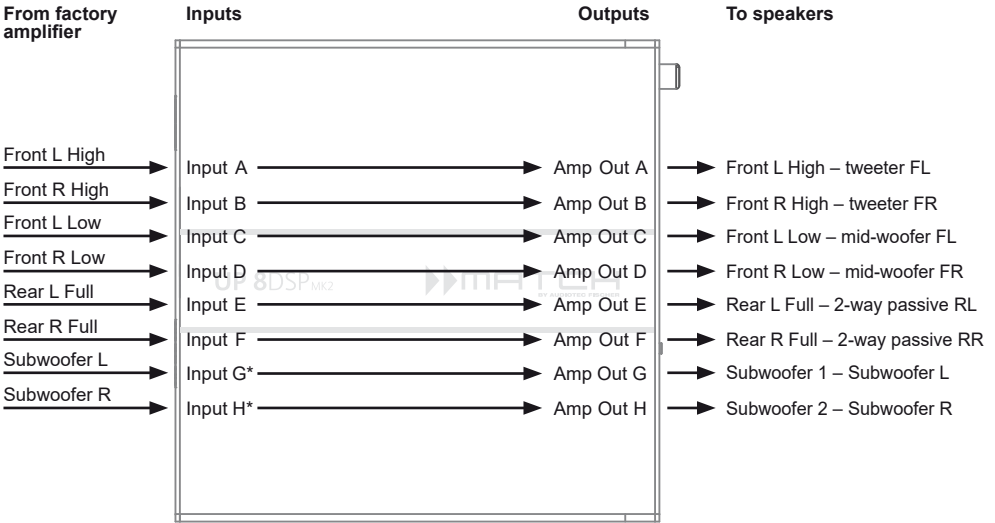 From factory amplifier Inputs Outputs To speakers
Front L High Input A Amp Out A Front L High – tweeter FL
Front R High Input B Amp Out B Front R High – tweeter FR
Front L Low Input C Amp Out C Front L Low – mid-woofer FL
Front R Low Input D Amp Out D Front R Low – mid-woofer FR
UP 8DSP MK2 MATCH
Rear L Full Input E Amp Out E Rear L Full – 2-way passive RL
Rear R Full Input F Amp Out F Rear R Full – 2-way passive RR
Subwoofer L Input G* Amp Out G Subwoofer 1 – Subwoofer L
Subwoofer R Input H* Amp Out H Subwoofer 2 – Subwoofer R